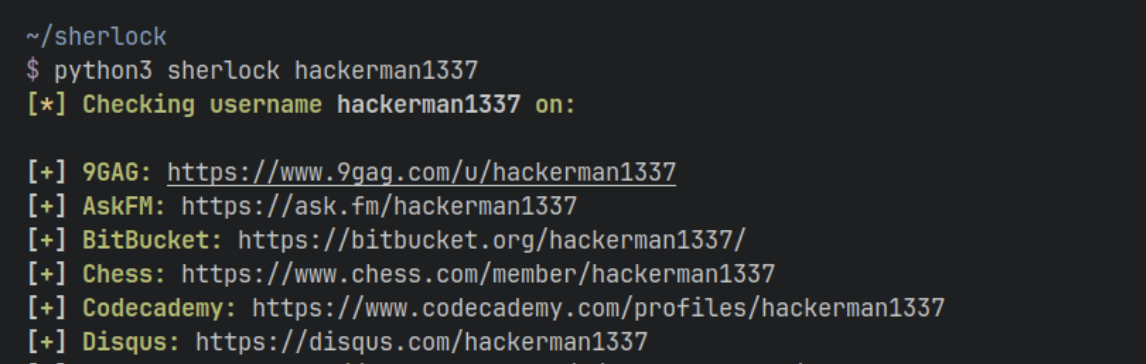 ~/sherlock
$ python3 sherlock hackerman1337
[*] Checking username hackerman1337 on:
[+] 9GAG: https://www.9gag.com/u/hackerman1337
[+] AskFM: https://ask.fm/hackerman1337
[+] BitBucket: https://bitbucket.org/hackerman1337/
[+] Chess: https://www.chess.com/member/hackerman1337
[+] Codecademy: https://www.codecademy.com/profiles/hackerman1337
[+] Disqus: https://disqus.com/hackerman1337